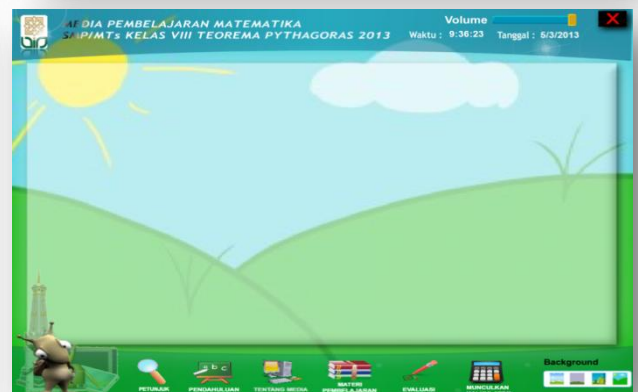 MEDIA PEMBELAJARAN MATEMATIKA
SMP/MTs KELAS VIII TEOREMA PYTHAGORAS 2013
Volume
Waktu : 9:36:23 Tanggal : 5/3/2013
X
a b c
PETUNJUK
PENDAHULUAN
TENTANG MEDIA
MATERI
PEMBELAJARAN
EVALUASI
MUNCULKAN
Background